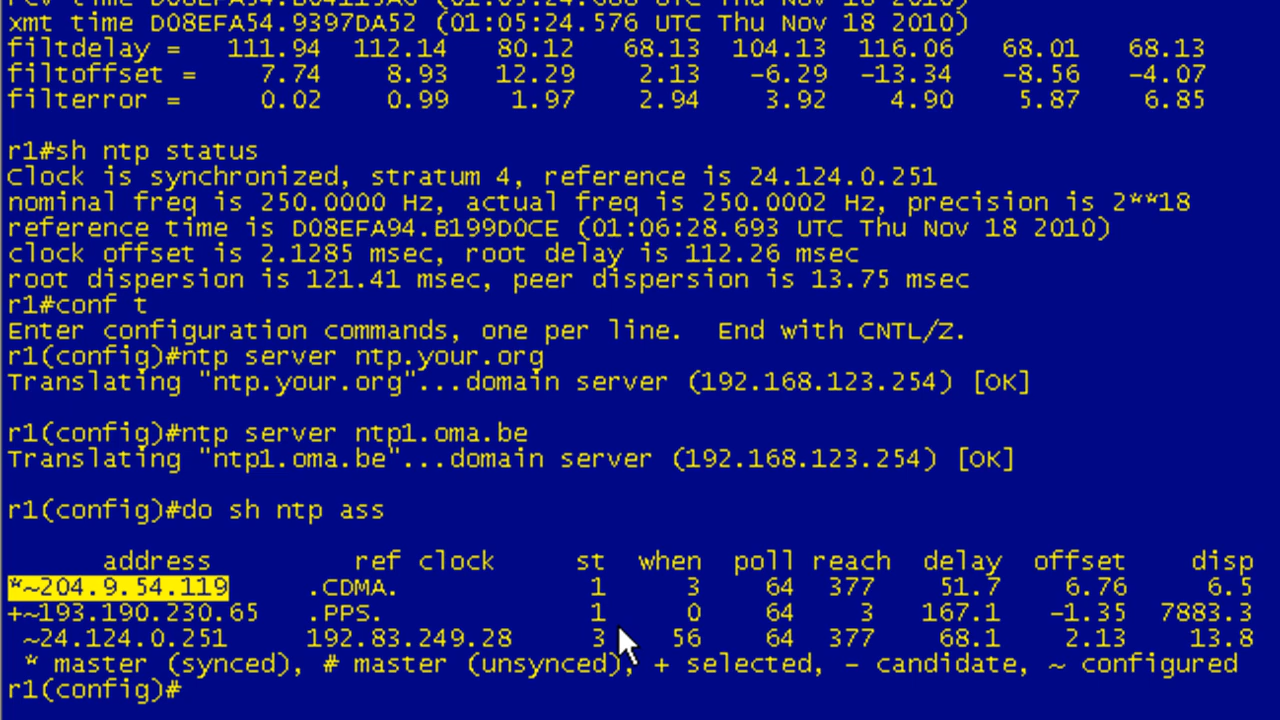 xmt time D08EFA54.9397DA52 (01:05:24.576 UTC Thu Nov 18 2010)
filtdelay = 111.94 112.14 80.12 68.13 104.13 116.06 68.01 68.13
filtoffset = 7.74 8.93 12.29 2.13 -6.29 -13.34 -8.56 -4.07
filterror = 0.02 0.99 1.97 2.94 3.92 4.90 5.87 6.85
r1#sh ntp status
Clock is synchronized, stratum 4, reference is 24.124.0.251
nominal freq is 250.0000 Hz, actual freq is 250.0002 Hz, precision is 2**18
reference time is D08EFA94.B199D0CE (01:06:28.693 UTC Thu Nov 18 2010)
clock offset is 2.1285 msec, root delay is 112.26 msec
root dispersion is 121.41 msec, peer dispersion is 13.75 msec
r1#conf t
Enter configuration commands, one per line.  End with CNTL/Z.
r1(config)#ntp server ntp.your.org
Translating "ntp.your.org"...domain server (192.168.123.254) [OK]
r1(config)#ntp server ntp1.oma.be
Translating "ntp1.oma.be"...domain server (192.168.123.254) [OK]
r1(config)#do sh ntp ass
address ref clock st when poll reach delay offset disp
*~204.9.54.119 .CDMA. 1 3 64 377 51.7 6.76 6.5
+~193.190.230.65 .PPS. 1 0 64 3 167.1 -1.35 7883.3
~24.124.0.251 192.83.249.28 3 56 64 377 68.1 2.13 13.8
* master (synced), # master (unsynced), + selected, - candidate, ~ configured
r1(config)#